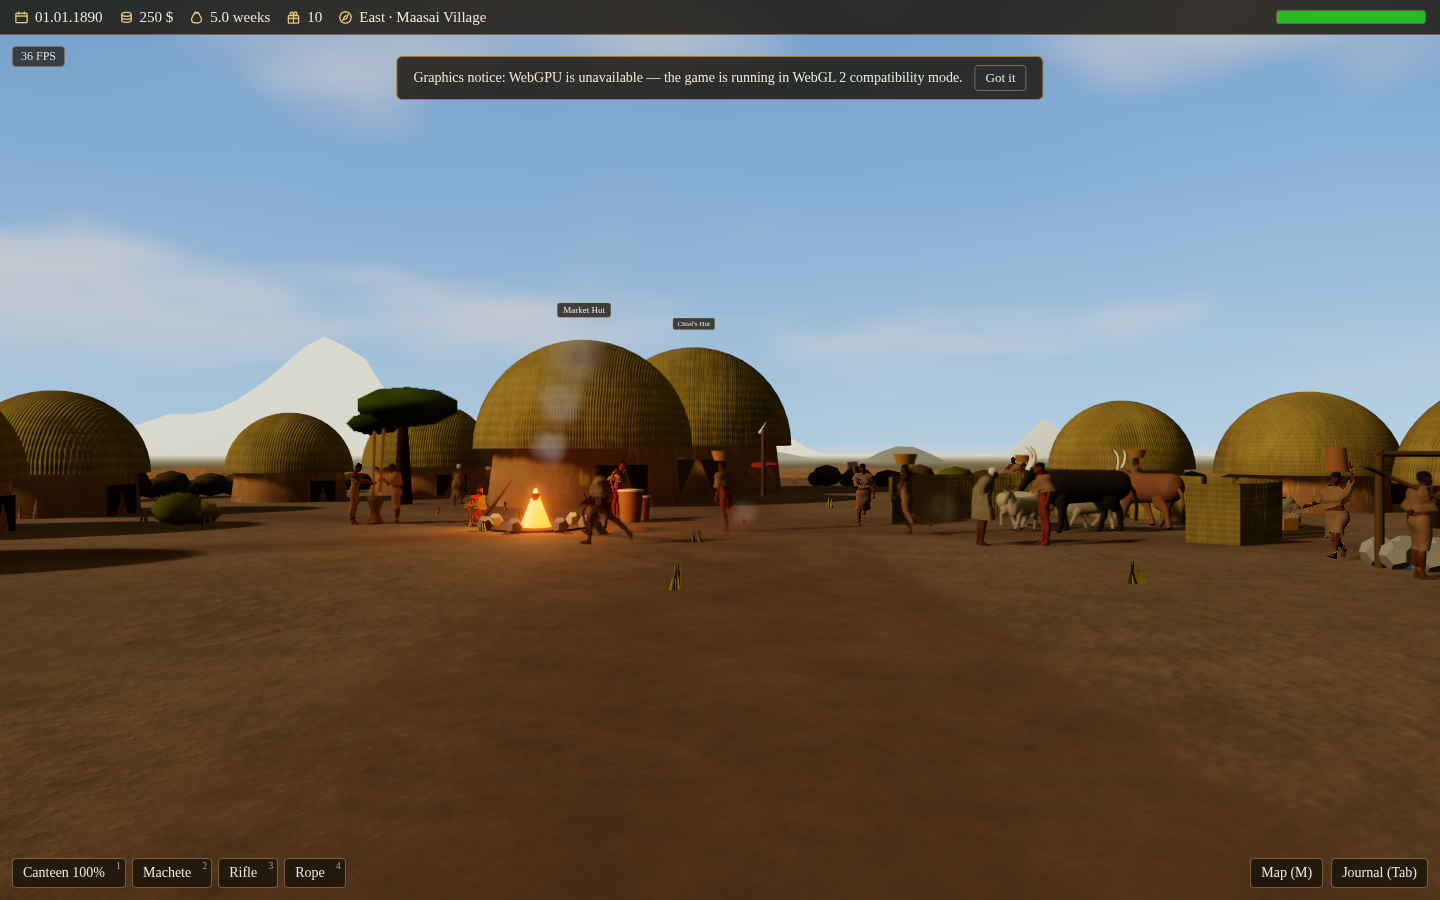 01.01.1890 250 $ 5.0 weeks 10 East · Maasai Village
36 FPS
Graphics notice: WebGPU is unavailable — the game is running in WebGL 2 compatibility mode. Got it
Market Hut
Chief's Hut
Canteen 100% 1 Machete 2 Rifle 3 Rope 4 Map (M) Journal (Tab)